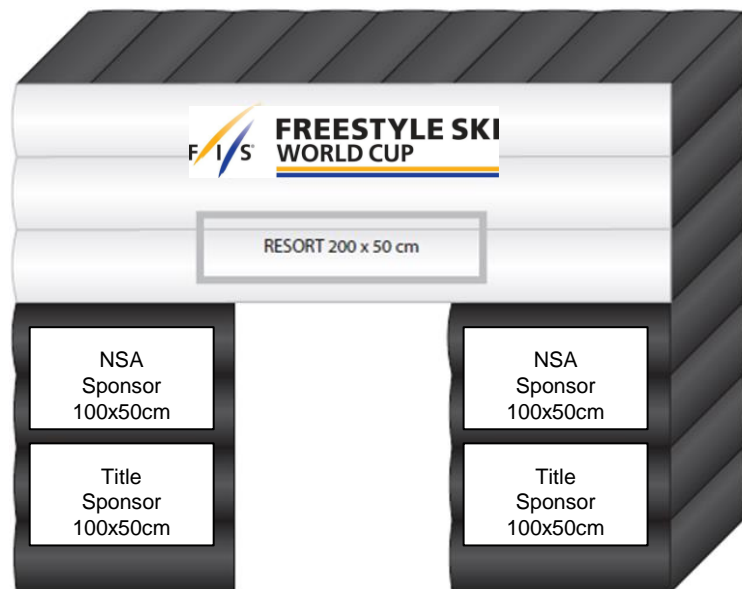 FIS FREESTYLE SKI
WORLD CUP
RESORT 200 x 50 cm
NSA
Sponsor
100x50cm
Title
Sponsor
100x50cm
NSA
Sponsor
100x50cm
Title
Sponsor
100x50cm